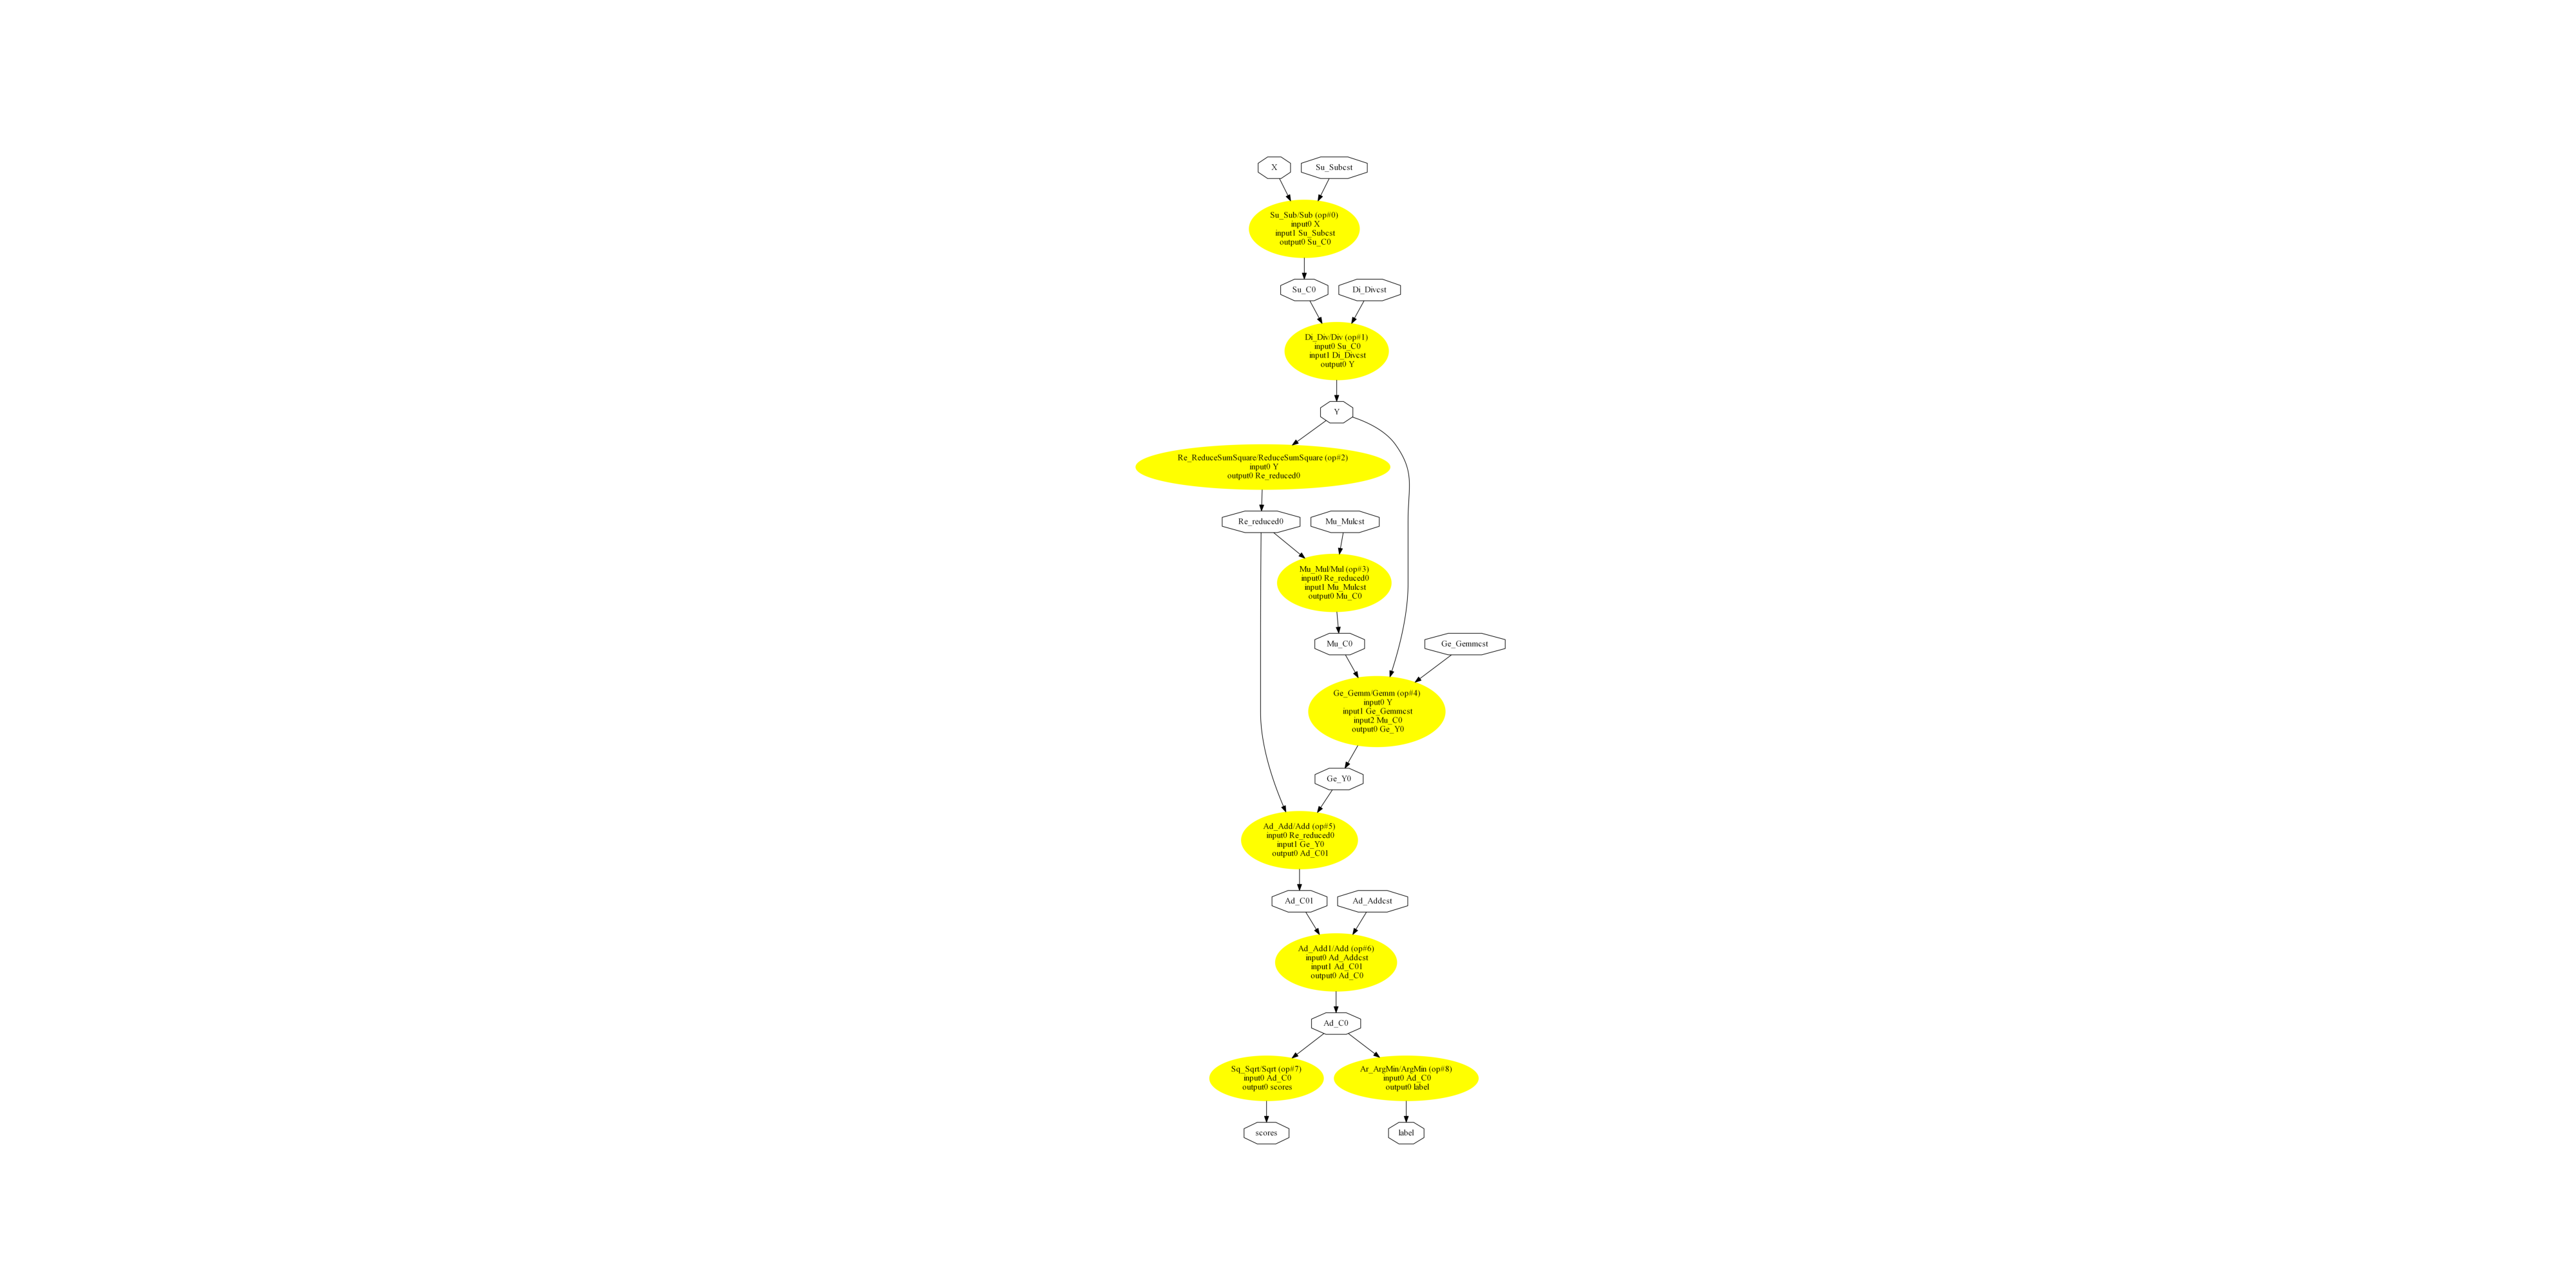 X
Su_Subcst
Su_Sub/Sub (op#0)
input0 X
input1 Su_Subcst
output0 Su_C0
Su_C0
Di_Divcst
Di_Div/Div (op#1)
input0 Su_C0
input1 Di_Divcst
output0 Y
Y
Re_ReduceSumSquare/ReduceSumSquare (op#2)
input0 Y
output0 Re_reduced0
Re_reduced0
Mu_Mulcst
Mu_Mul/Mul (op#3)
input0 Re_reduced0
input1 Mu_Mulcst
output0 Mu_C0
Mu_C0
Ge_Gemmcst
Ge_Gemm/Gemm (op#4)
input0 Y
input1 Ge_Gemmcst
input2 Mu_C0
output0 Ge_Y0
Ge_Y0
Ad_Add/Add (op#5)
input0 Re_reduced0
input1 Ge_Y0
output0 Ad_C01
Ad_C01
Ad_Addcst
Ad_Add1/Add (op#6)
input0 Ad_Addcst
input1 Ad_C01
output0 Ad_C0
Ad_C0
Sq_Sqrt/Sqrt (op#7)
input0 Ad_C0
output0 scores
Ar_ArgMin/ArgMin (op#8)
input0 Ad_C0
output0 label
scores
label